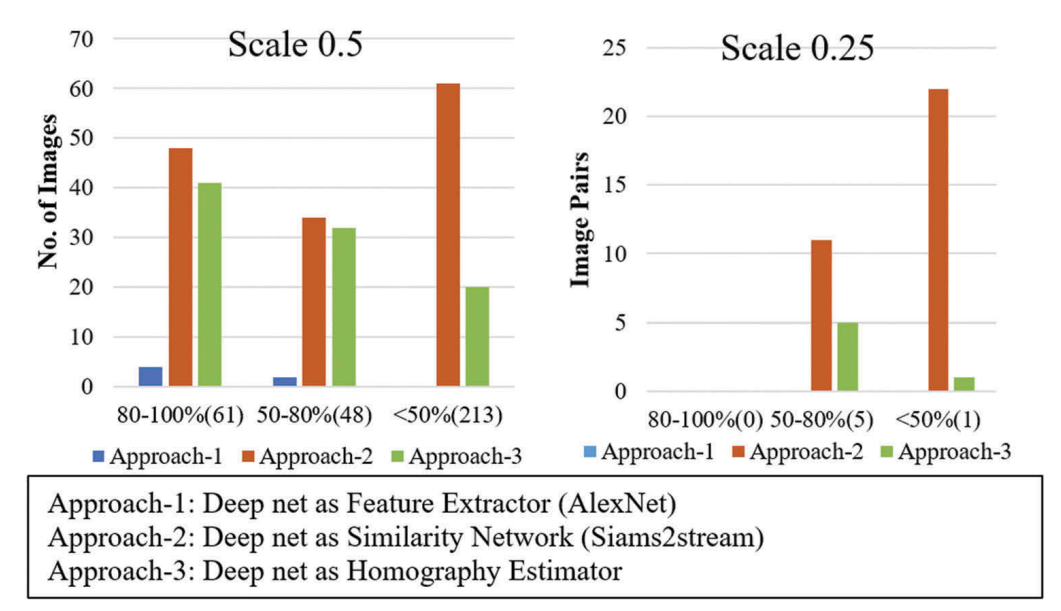 Scale 0.5
70
60
50
40
30
20
10
0
No. of Images
80-100%(61) 50-80%(48) <50%(213)
Approach-1 Approach-2 Approach-3
Scale 0.25
25
20
15
10
5
0
Image Pairs
80-100%(0) 50-80%(5) <50%(1)
Approach-1 Approach-2 Approach-3
Approach-1: Deep net as Feature Extractor (AlexNet)
Approach-2: Deep net as Similarity Network (Siams2stream)
Approach-3: Deep net as Homography Estimator